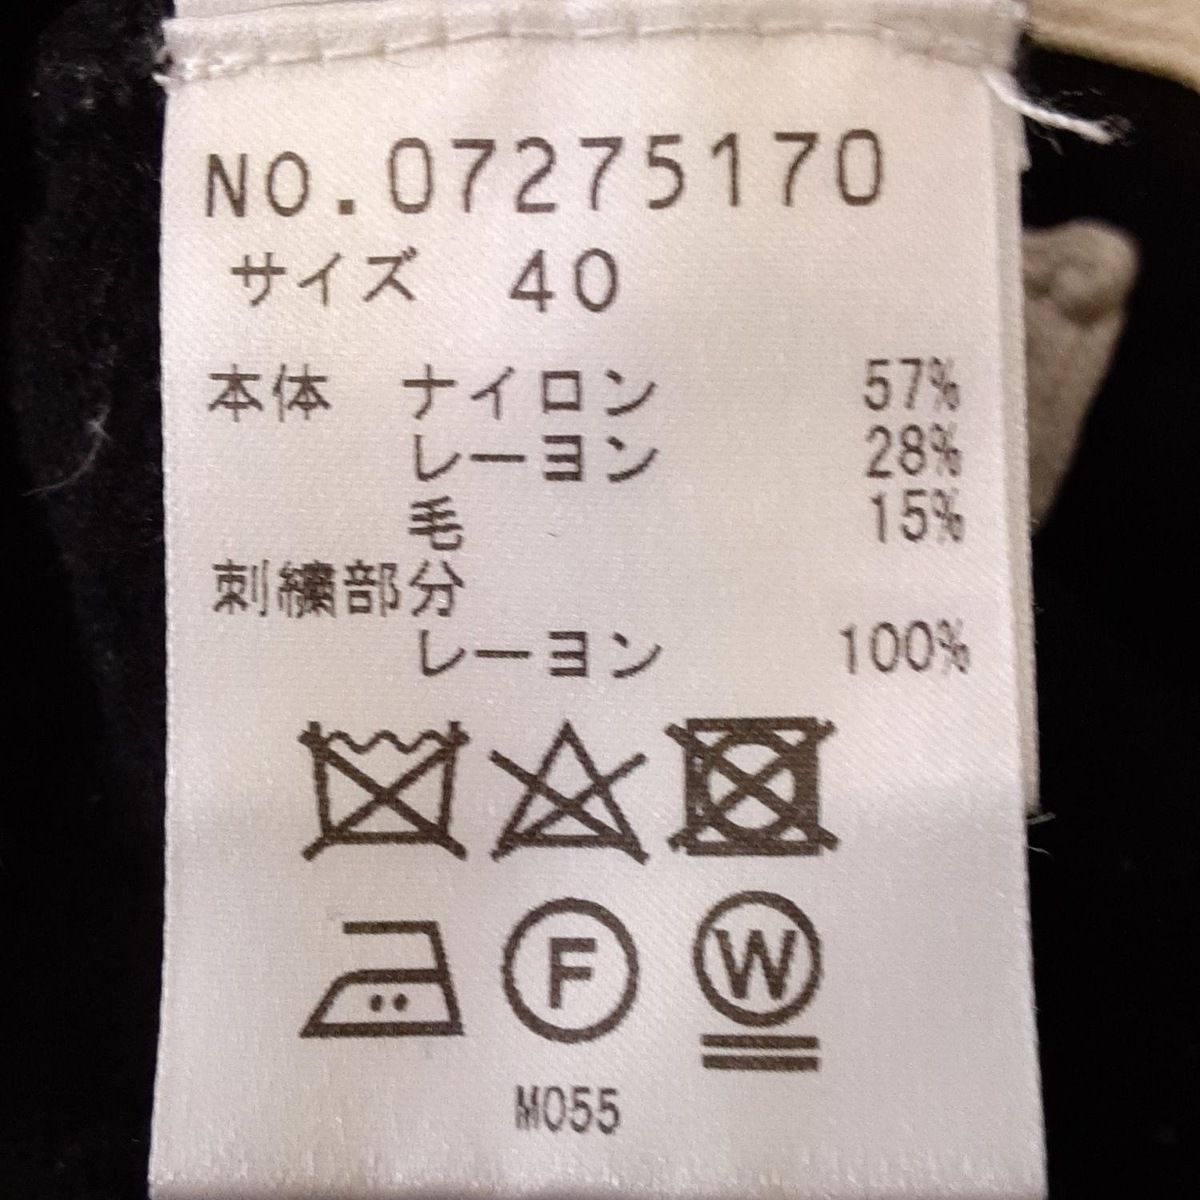 NO.07275170
サイズ 40
本体 ナイロン 57%
レーヨン 28%
毛 15%
刺繍部分
レーヨン 100%
F W
M055